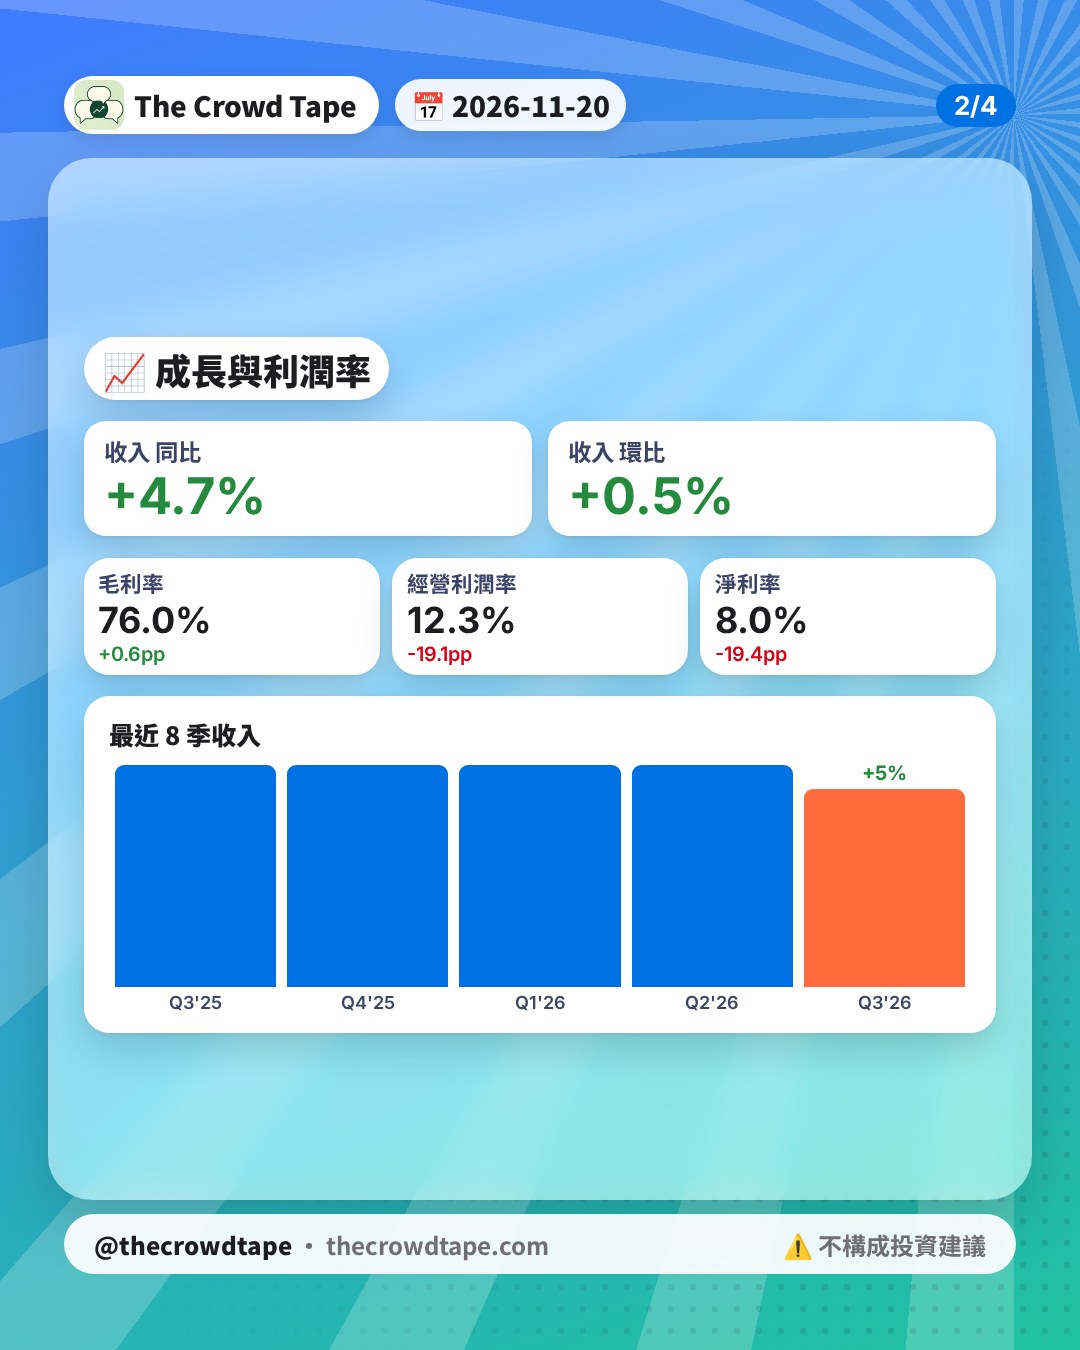 The Crowd Tape
2026-11-20
2/4
成長與利潤率
收入 同比
+4.7%
收入 環比
+0.5%
毛利率
76.0%
+0.6pp
經營利潤率
12.3%
-19.1pp
淨利率
8.0%
-19.4pp
最近 8 季收入
+5%
Q3'25
Q4'25
Q1'26
Q2'26
Q3'26
@thecrowdtape • thecrowdtape.com
⚠️ 不構成投資建議